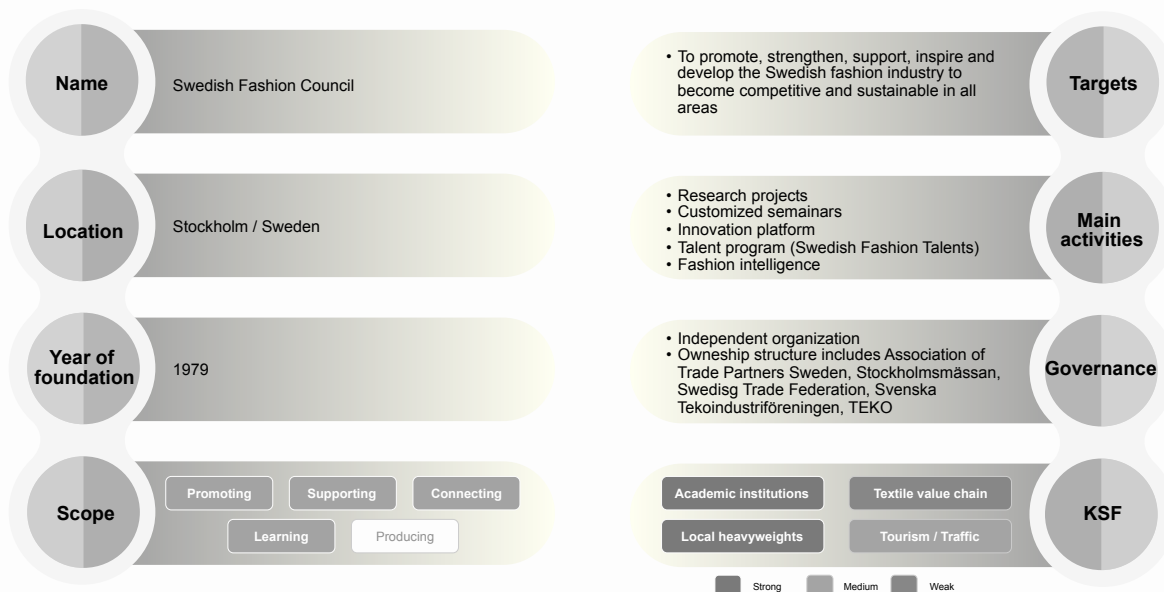 Name
Swedish Fashion Council
Location
Stockholm / Sweden
Year of
foundation
1979
Scope
Promoting
Supporting
Connecting
Learning
Producing
• To promote, strengthen, support, inspire and
develop the Swedish fashion industry to
become competitive and sustainable in all
areas
Targets
• Research projects
• Customized semainars
• Innovation platform
• Talent program (Swedish Fashion Talents)
• Fashion intelligence
Main
activities
• Independent organization
• Owneship structure includes Association of
Trade Partners Sweden, Stockholmsmässan,
Swedisg Trade Federation, Svenska
Tekoindustriföreningen, TEKO
Governance
Academic institutions
Textile value chain
Local heavyweights
Tourism / Traffic
KSF
Strong
Medium
Weak